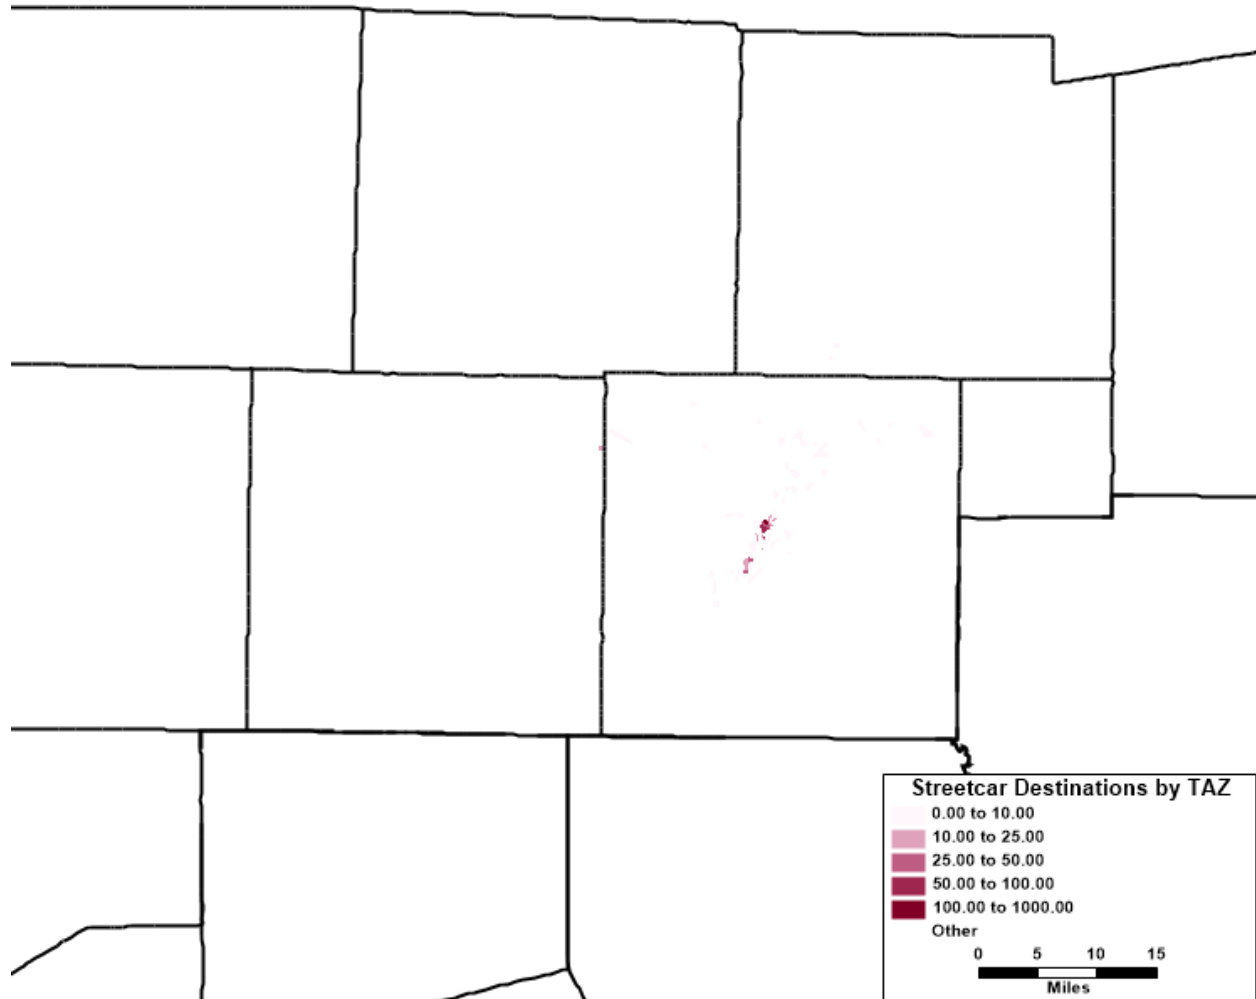 Streetcar Destinations by TAZ
0.00 to 10.00
10.00 to 25.00
25.00 to 50.00
50.00 to 100.00
100.00 to 1000.00
Other
0 5 10 15
Miles